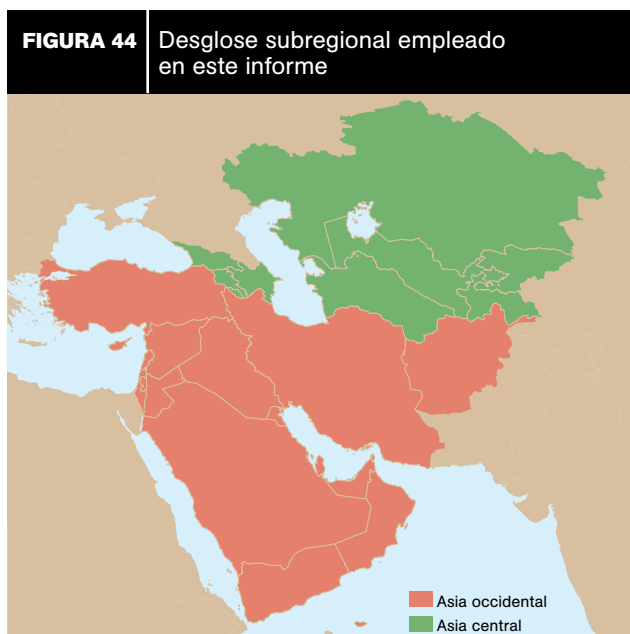 FIGURA 44
Desglose subregional empleado
en este informe
Asia occidental
Asia central